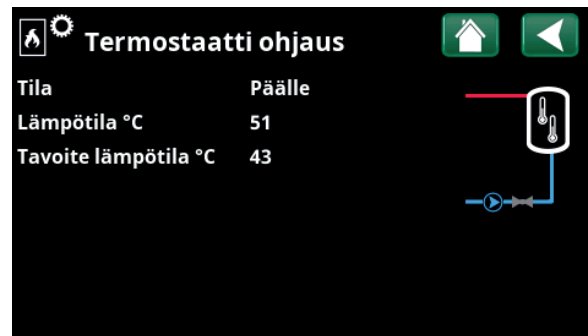 Termostaatti ohjaus
Tila Päälle
Lämpötila °C 51
Tavoite lämpötila °C 43